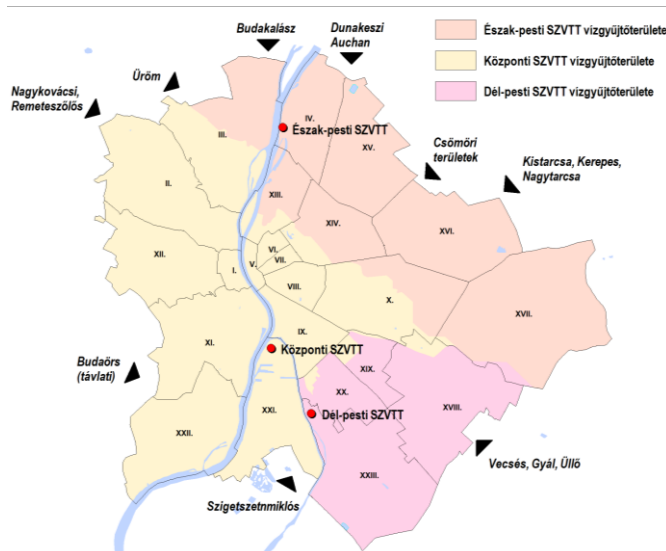 Budakalász
Dunakeszi
Auchan
Észak-pesti SZVTT vízgyűjtőterülete
Központi SZVTT vízgyűjtőterülete
Dél-pesti SZVTT vízgyűjtőterülete
Üröm
Nagykovácsi,
Remeteszőlős
III.
IV.
Észak-pesti SZVTT
XV.
Csömöri
területek
Kistarcsa, Kerepes,
Nagytarcsa
II.
XIII.
XIV.
XVI.
XII.
I.
V.
VI.
VII.
VIII.
X.
XVII.
XI.
IX.
Központi SZVTT
Budaörs
(távlati)
XIX.
XX.
XVIII.
XXI.
Dél-pesti SZVTT
XXII.
Vecsés, Gyál, Üllő
XXIII.
Szigetszetnmiklós